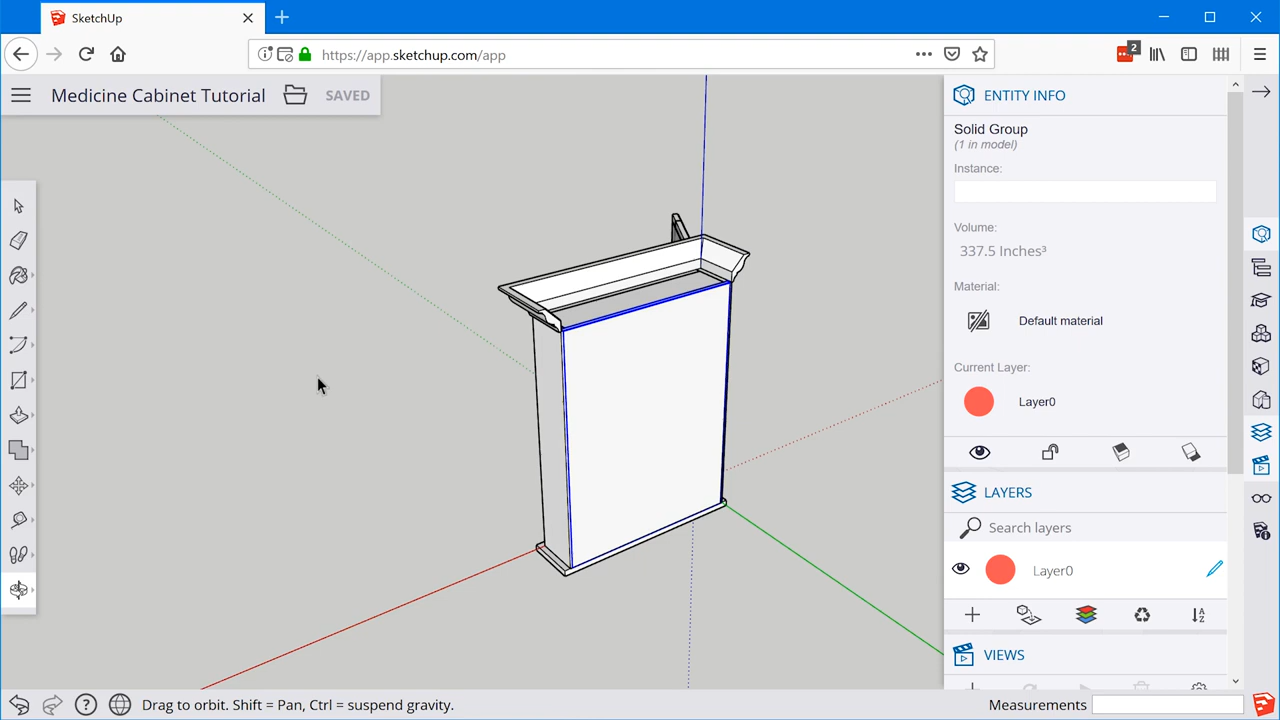 SketchUp
https://app.sketchup.com/app
2
Medicine Cabinet Tutorial
SAVED
ENTITY INFO
Solid Group
(1 in model)
Instance:
Volume:
337.5 Inches³
Material:
Default material
Current Layer:
Layer0
LAYERS
Search layers
Layer0
A
Z
VIEWS
Drag to orbit. Shift = Pan, Ctrl = suspend gravity.
Measurements